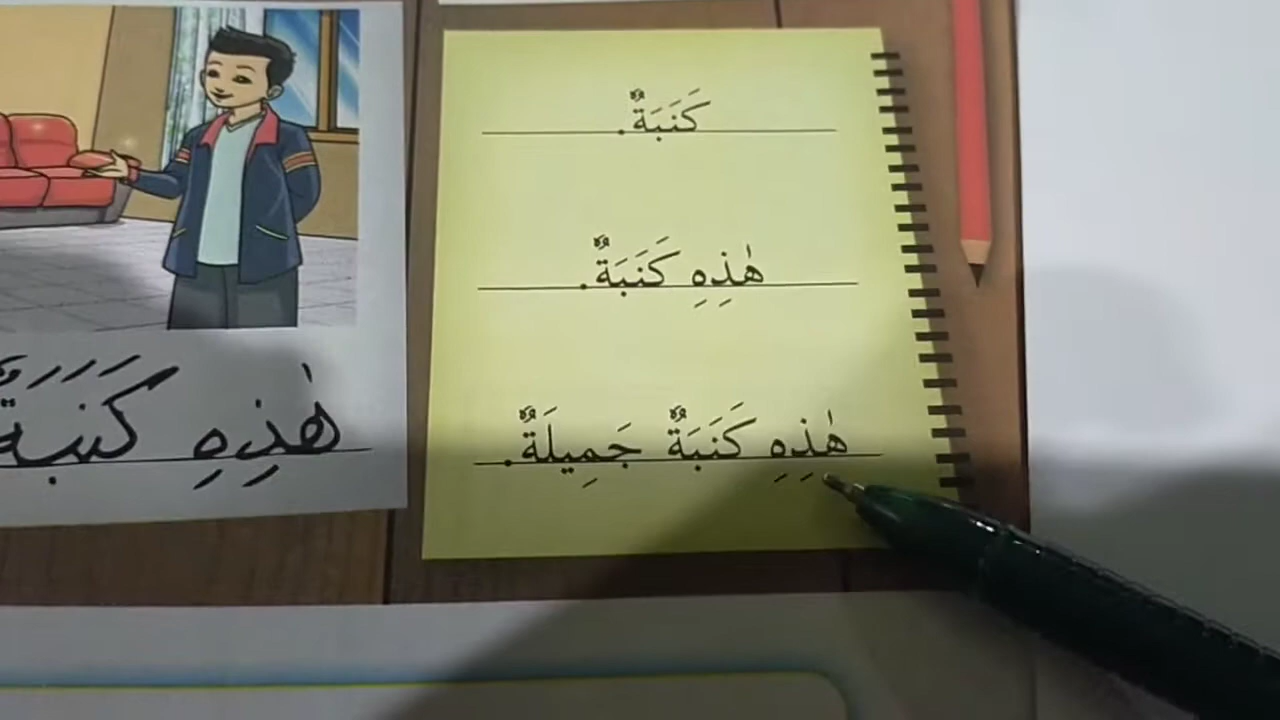 كَنَبَةٌ.
هٰذِهِ كَنَبَةٌ.
هٰذِهِ كَنَبَةٌ جَمِيلَةٌ.
هٰذِهِ كَنَبَةٌ